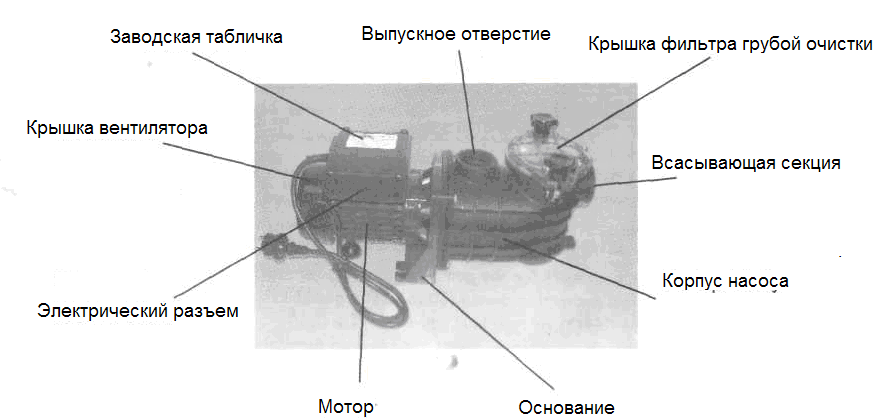 Заводская табличка
Выпускное отверстие
Крышка фильтра грубой очистки
Крышка вентилятора
Всасывающая секция
Корпус насоса
Электрический разъем
Мотор
Основание